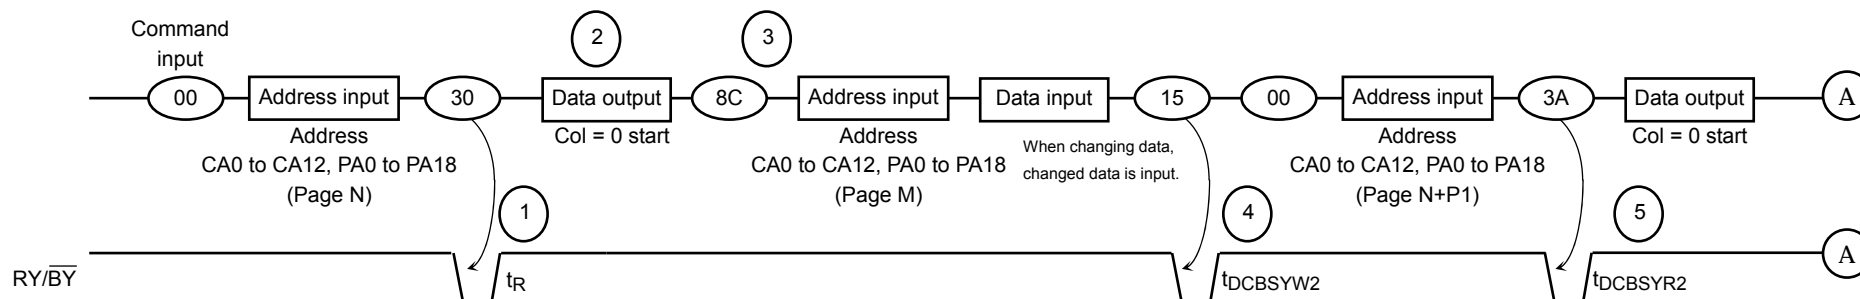 Command
input
2
3
00
Address input
30
Data output
8C
Address input
Data input
15
00
Address input
3A
Data output
A
Address
CA0 to CA12, PA0 to PA18
(Page N)
Col = 0 start
Address
CA0 to CA12, PA0 to PA18
(Page M)
When changing data,
changed data is input.
Address
CA0 to CA12, PA0 to PA18
(Page N+P1)
Col = 0 start
1
4
5
RY/B̅Y̅
tR
tDCBSYW2
tDCBSYR2
A